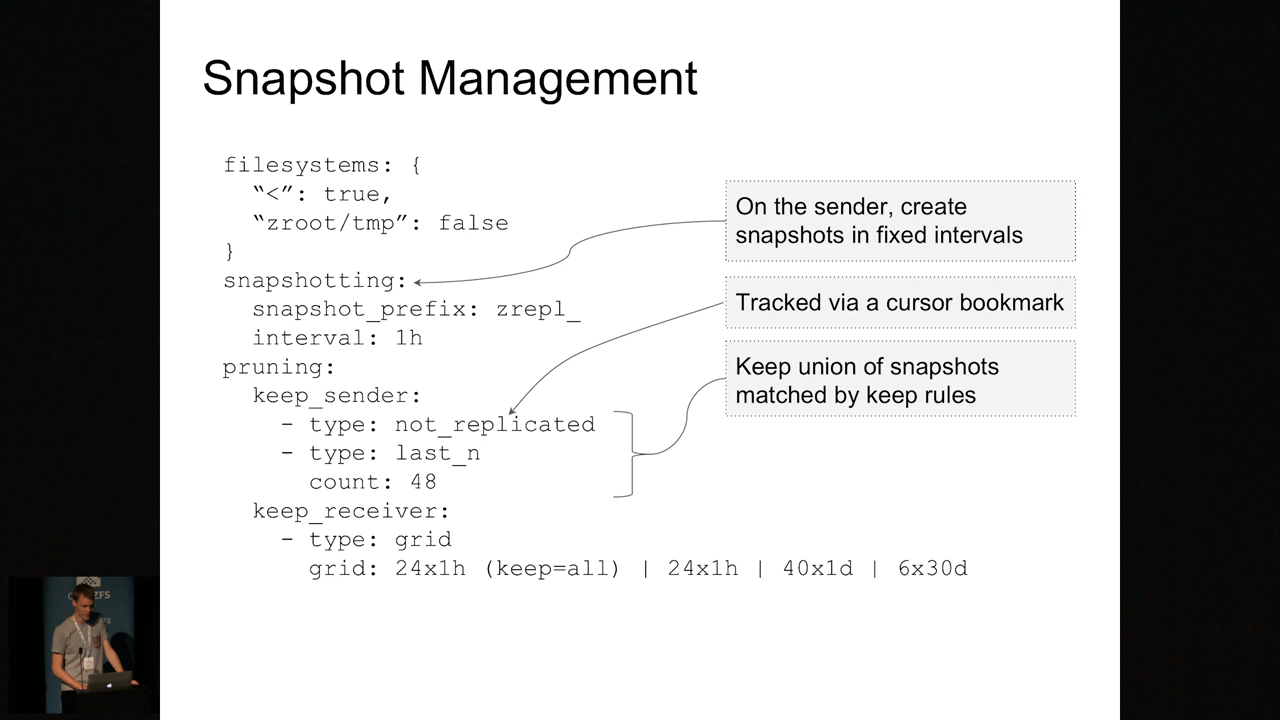 Snapshot Management
filesystems: {
“<”: true,
“zroot/tmp”: false
}
snapshotting:
snapshot_prefix: zrepl_
interval: 1h
pruning:
keep_sender:
- type: not_replicated
- type: last_n
count: 48
keep_receiver:
- type: grid
grid: 24x1h (keep=all) | 24x1h | 40x1d | 6x30d
On the sender, create
snapshots in fixed intervals
Tracked via a cursor bookmark
Keep union of snapshots
matched by keep rules
ZFS